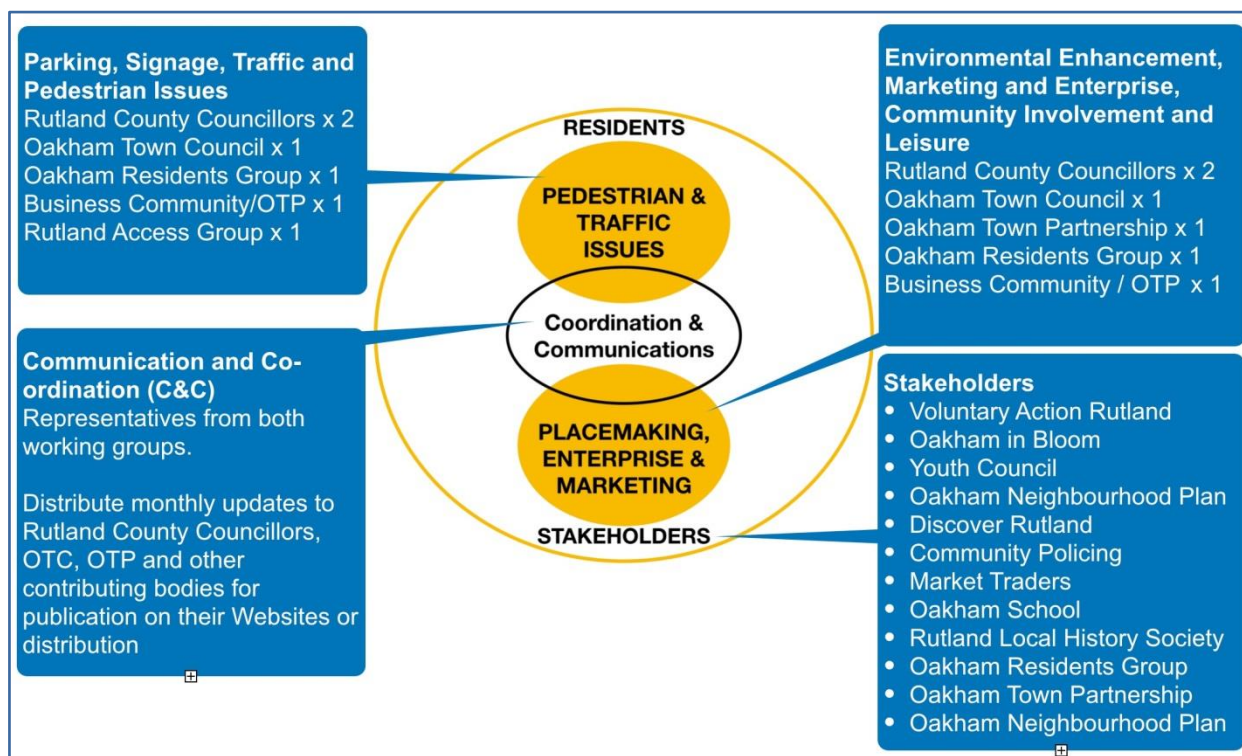 Parking, Signage, Traffic and
Pedestrian Issues
Rutland County Councillors x 2
Oakham Town Council x 1
Oakham Residents Group x 1
Business Community/OTP x 1
Rutland Access Group x 1
Communication and Co-
ordination (C&C)
Representatives from both
working groups.
Distribute monthly updates to
Rutland County Councillors,
OTC, OTP and other
contributing bodies for
publication on their Websites or
distribution
RESIDENTS
PEDESTRIAN &
TRAFFIC
ISSUES
Coordination &
Communications
PLACEMAKING,
ENTERPRISE &
MARKETING
STAKEHOLDERS
Environmental Enhancement,
Marketing and Enterprise,
Community Involvement and
Leisure
Rutland County Councillors x 2
Oakham Town Council x 1
Oakham Town Partnership x 1
Oakham Residents Group x 1
Business Community / OTP x 1
Stakeholders
• Voluntary Action Rutland
• Oakham in Bloom
• Youth Council
• Oakham Neighbourhood Plan
• Discover Rutland
• Community Policing
• Market Traders
• Oakham School
• Rutland Local History Society
• Oakham Residents Group
• Oakham Town Partnership
• Oakham Neighbourhood Plan